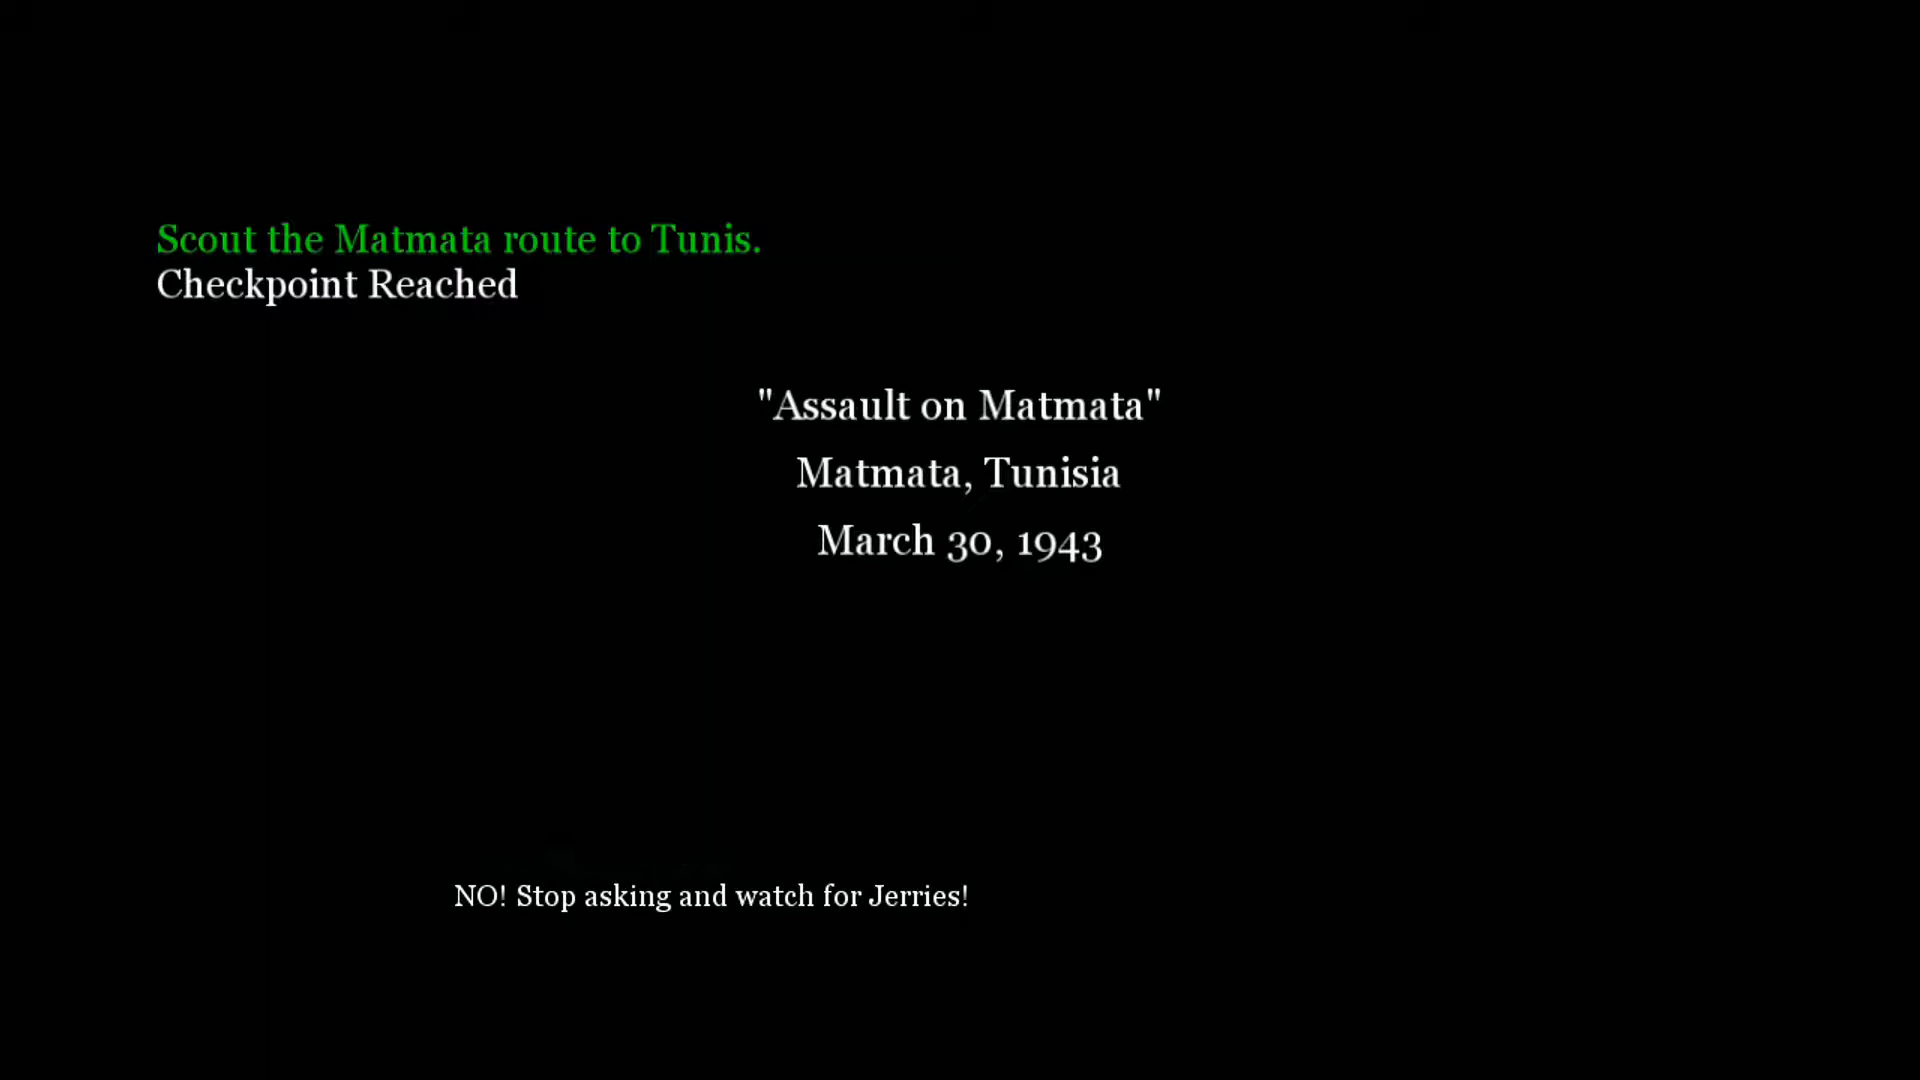 Scout the Matmata route to Tunis.
Checkpoint Reached
"Assault on Matmata"
Matmata, Tunisia
March 30, 1943
NO! Stop asking and watch for Jerries!